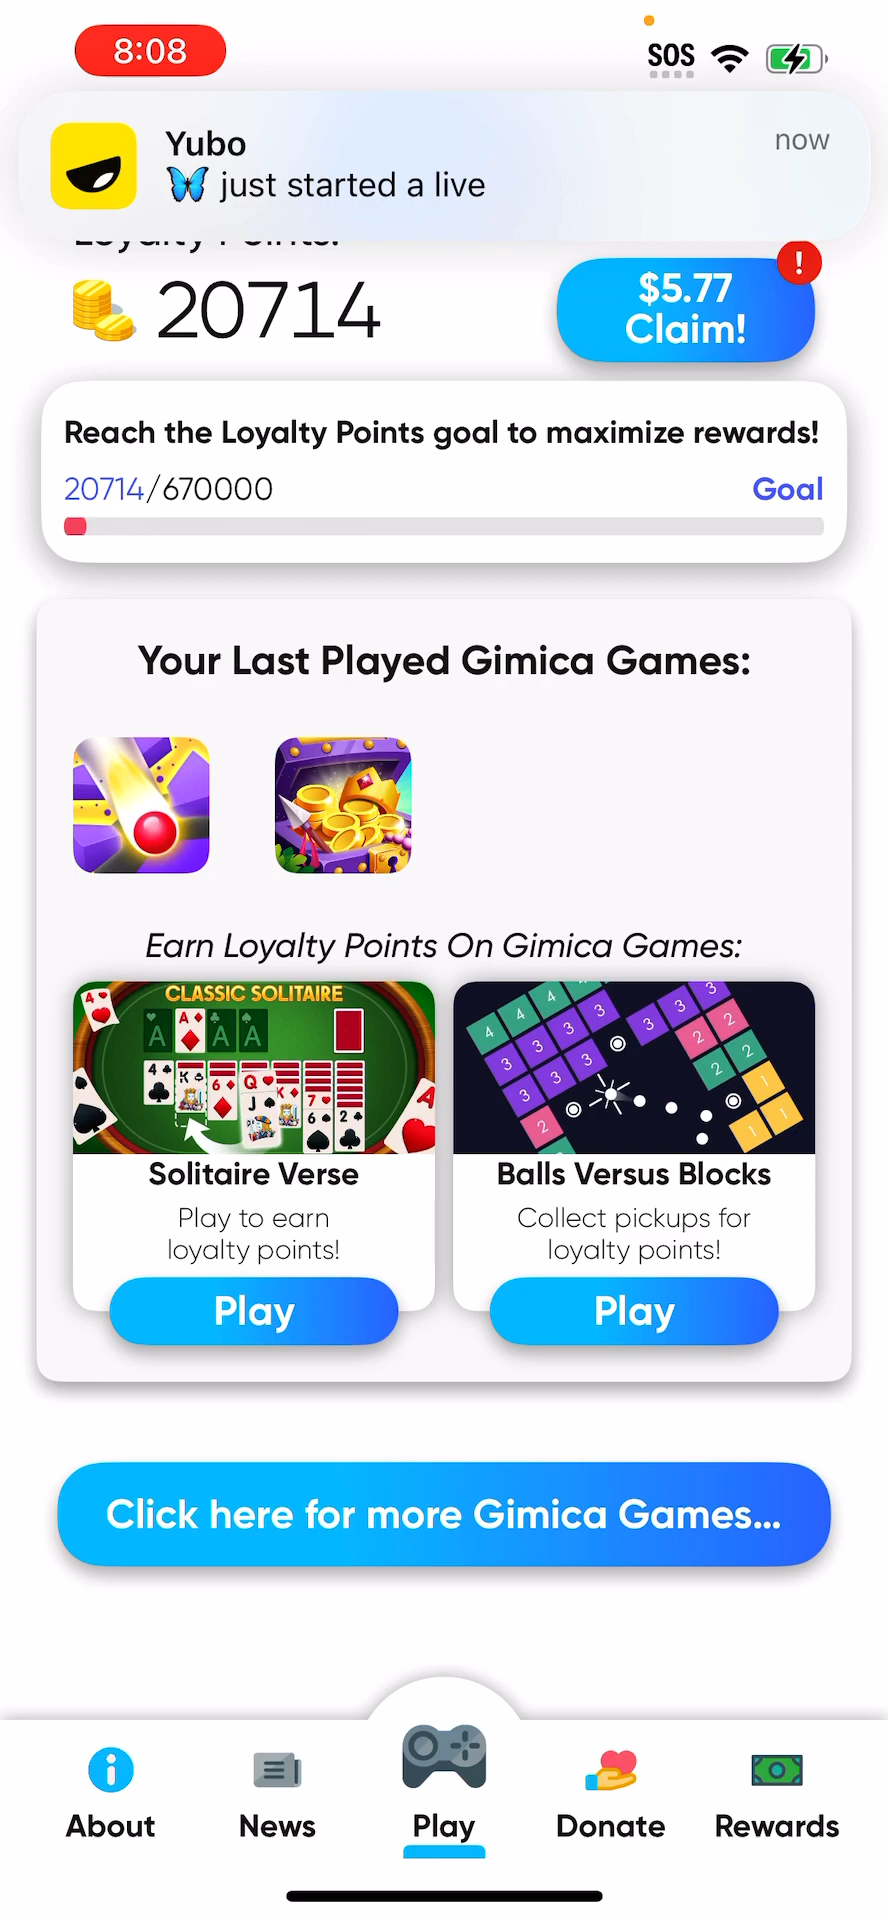 8:08
SOS
Yubo
now
🦋 just started a live
Loyalty Points:
20714
$5.77
Claim!
!
Reach the Loyalty Points goal to maximize rewards!
20714/670000
Goal
Your Last Played Gimica Games:
Earn Loyalty Points On Gimica Games:
CLASSIC SOLITAIRE
Solitaire Verse
Play to earn
loyalty points!
Play
Balls Versus Blocks
Collect pickups for
loyalty points!
Play
Click here for more Gimica Games...
About
News
Play
Donate
Rewards